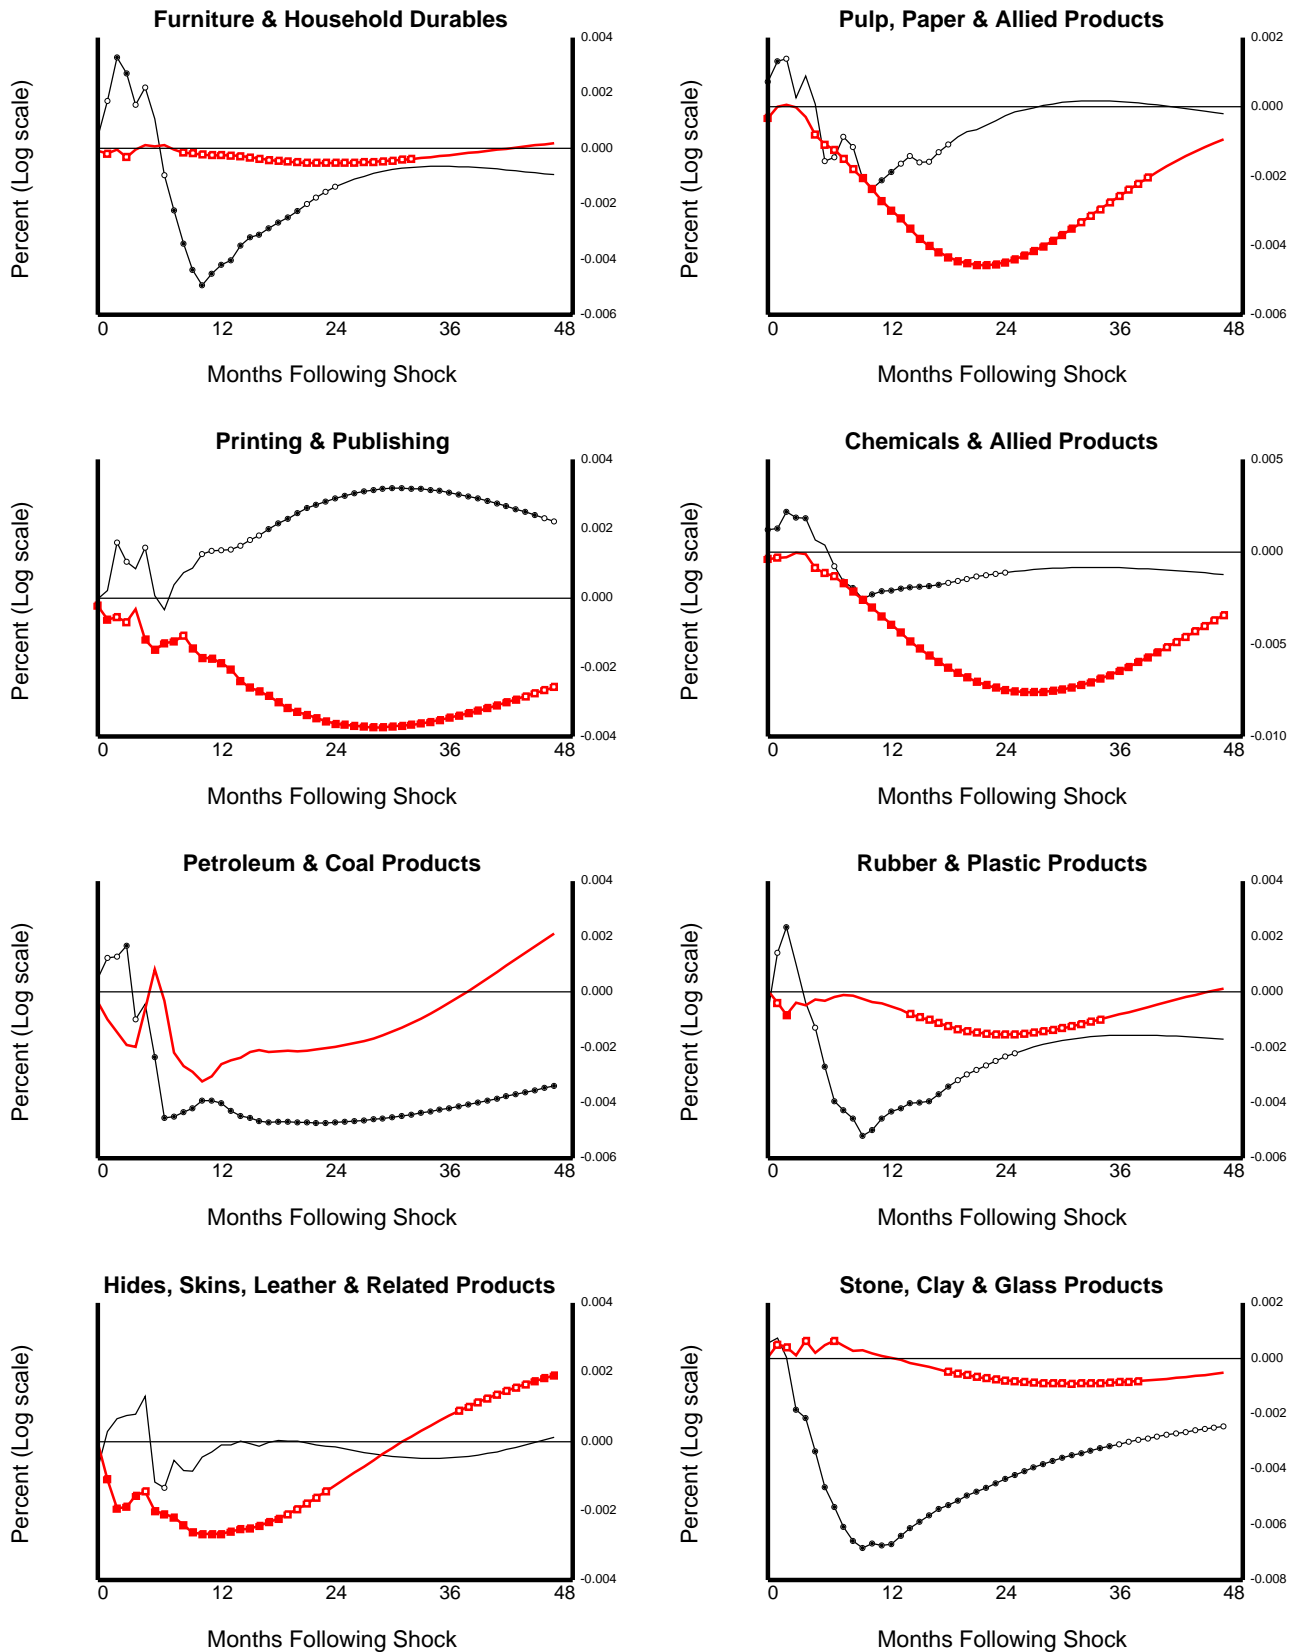 Furniture & Household Durables
Percent (Log scale)
0.004
0.002
0.000
-0.002
-0.004
-0.006
0 12 24 36 48
Months Following Shock
Pulp, Paper & Allied Products
Percent (Log scale)
0.002
0.000
-0.002
-0.004
-0.006
0 12 24 36 48
Months Following Shock
Printing & Publishing
Percent (Log scale)
0.004
0.002
0.000
-0.002
-0.004
0 12 24 36 48
Months Following Shock
Chemicals & Allied Products
Percent (Log scale)
0.005
0.000
-0.005
-0.010
0 12 24 36 48
Months Following Shock
Petroleum & Coal Products
Percent (Log scale)
0.004
0.002
0.000
-0.002
-0.004
-0.006
0 12 24 36 48
Months Following Shock
Rubber & Plastic Products
Percent (Log scale)
0.004
0.002
0.000
-0.002
-0.004
-0.006
0 12 24 36 48
Months Following Shock
Hides, Skins, Leather & Related Products
Percent (Log scale)
0.004
0.002
0.000
-0.002
-0.004
0 12 24 36 48
Months Following Shock
Stone, Clay & Glass Products
Percent (Log scale)
0.002
0.000
-0.002
-0.004
-0.006
-0.008
0 12 24 36 48
Months Following Shock